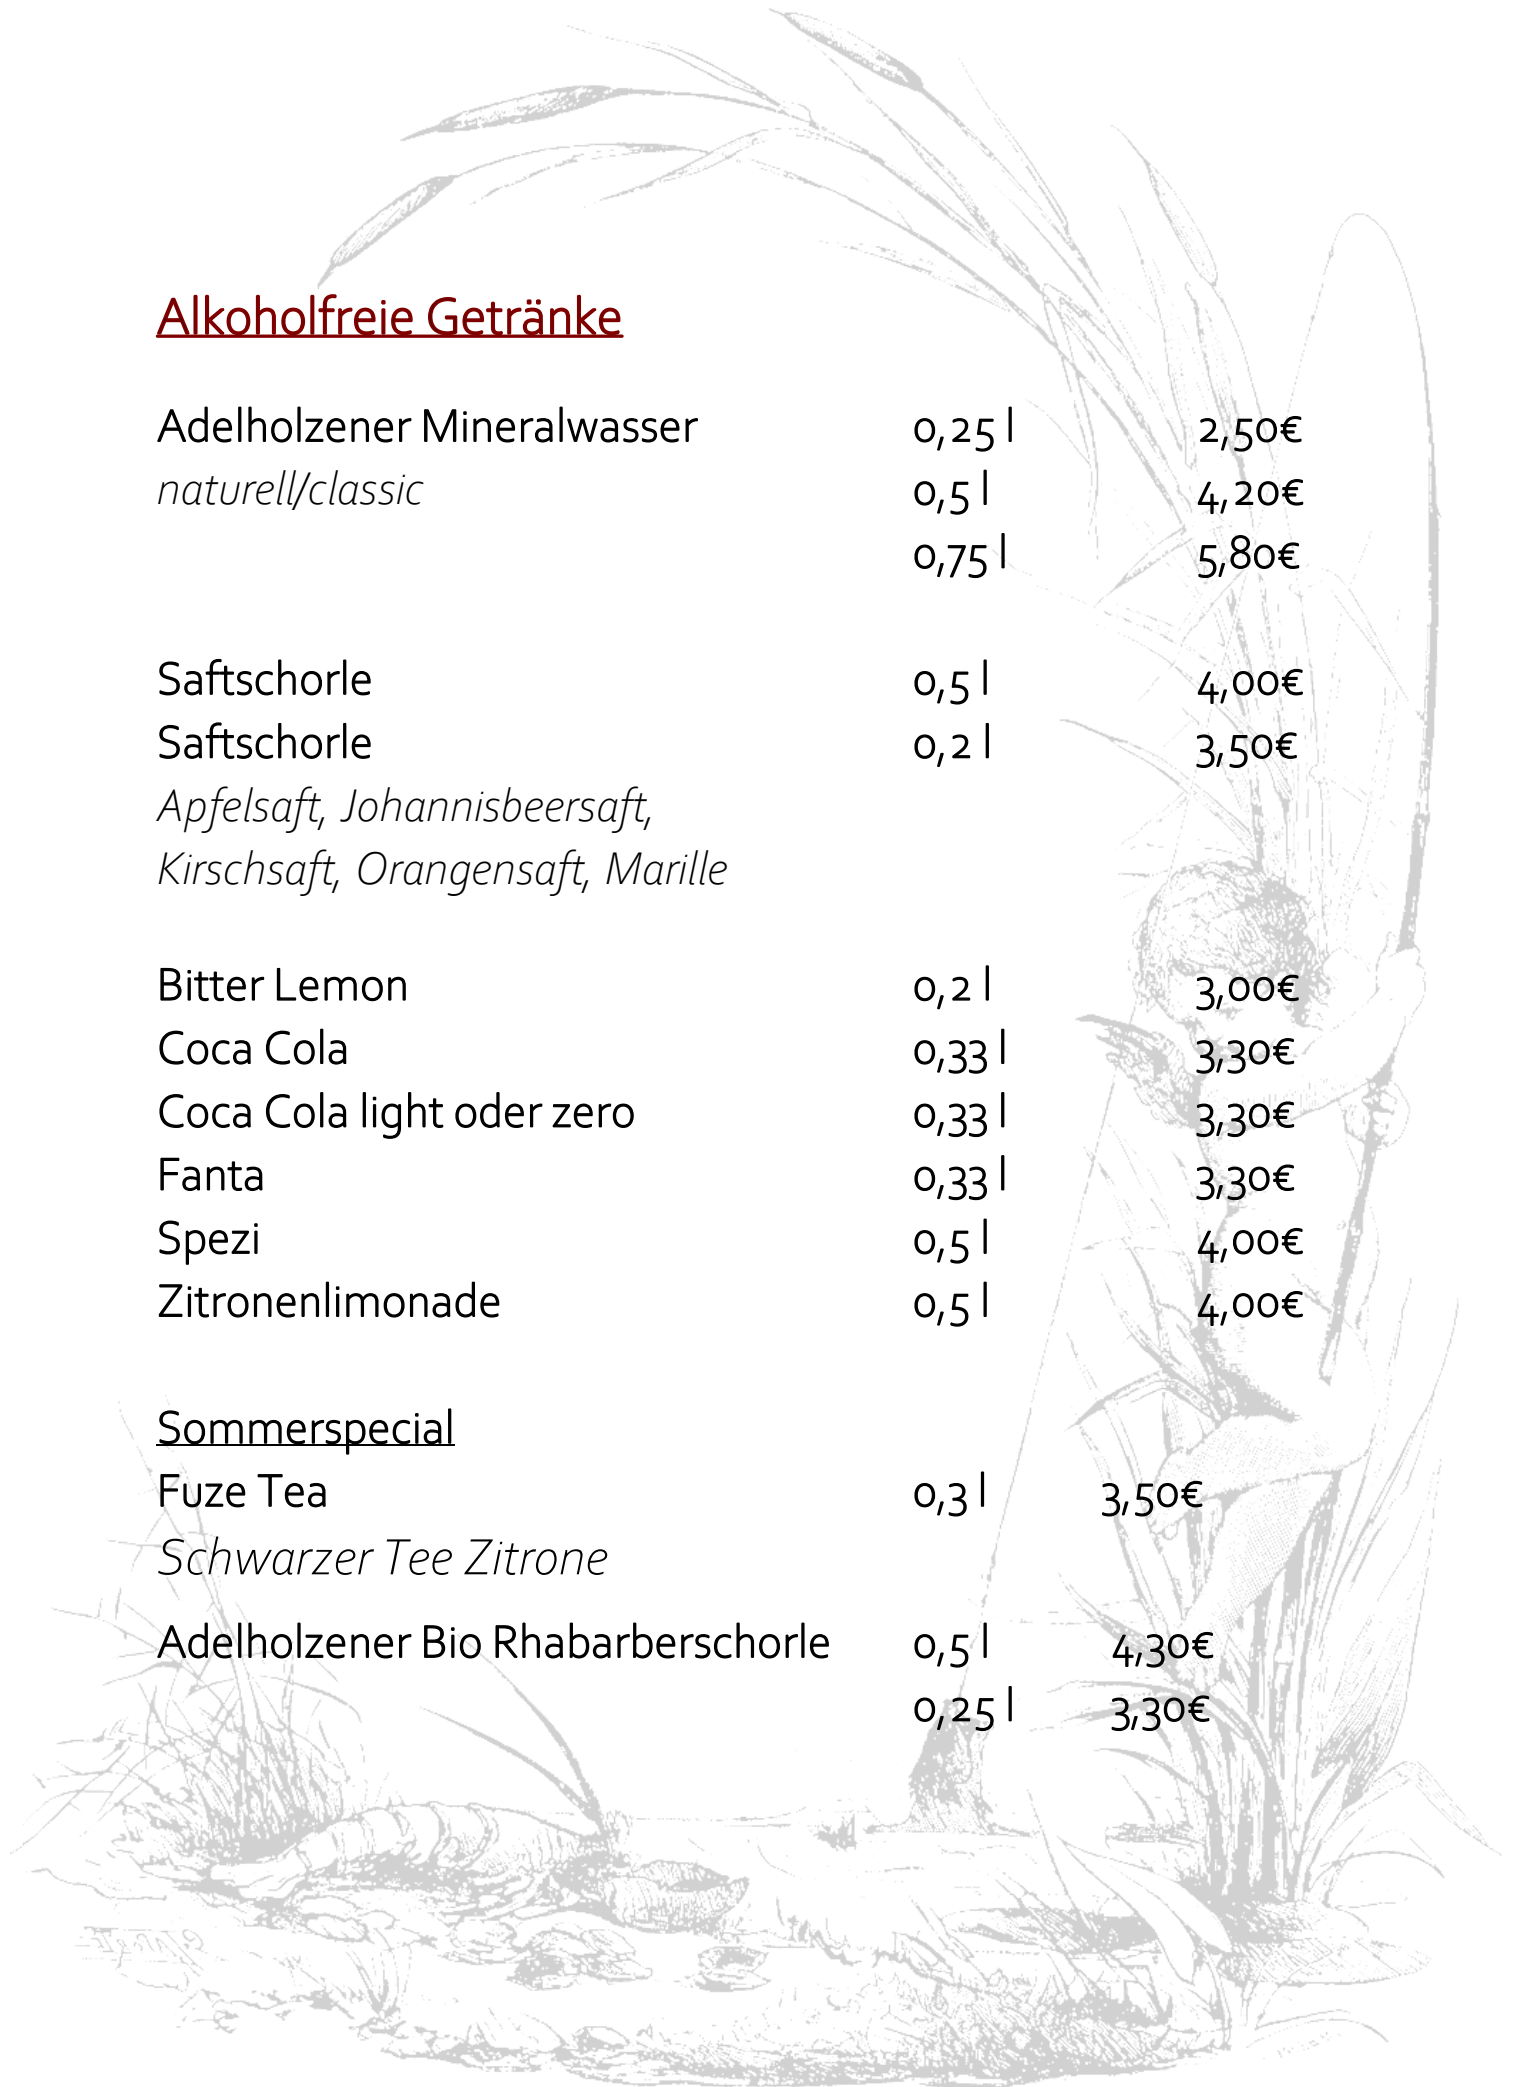 Alkoholfreie Getränke
Adelholzener Mineralwasser 0,25 l 2,50€
naturell/classic 0,5 l 4,20€
0,75 l 5,80€
Saftschorle 0,5 l 4,00€
Saftschorle 0,2 l 3,50€
Apfelsaft, Johannisbeersaft,
Kirschsaft, Orangensaft, Marille
Bitter Lemon 0,2 l 3,00€
Coca Cola 0,33 l 3,30€
Coca Cola light oder zero 0,33 l 3,30€
Fanta 0,33 l 3,30€
Spezi 0,5 l 4,00€
Zitronenlimonade 0,5 l 4,00€
Sommerspecial
Fuze Tea 0,3 l 3,50€
Schwarzer Tee Zitrone
Adelholzener Bio Rhabarberschorle 0,5 l 4,30€
0,25 l 3,30€